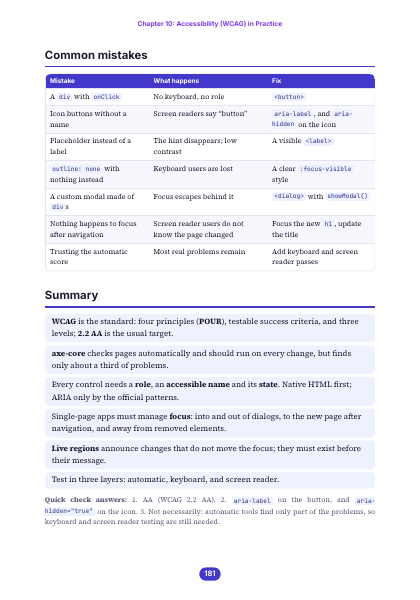 Chapter 10: Accessibility (WCAG) in Practice
Common mistakes
Mistake What happens Fix
A div with onClick No keyboard, no role <button>
Icon buttons without a name Screen readers say “button” aria-label, and aria-hidden on the icon
Placeholder instead of a label The hint disappears; low contrast A visible <label>
outline: none with nothing instead Keyboard users are lost A clear :focus-visible style
A custom modal made of divs Focus escapes behind it <dialog> with showModal()
Nothing happens to focus after navigation Screen reader users do not know the page changed Focus the new h1, update the title
Trusting the automatic score Most real problems remain Add keyboard and screen reader passes
Summary
WCAG is the standard: four principles (POUR), testable success criteria, and three
levels; 2.2 AA is the usual target.
axe-core checks pages automatically and should run on every change, but finds
only about a third of problems.
Every control needs a role, an accessible name and its state. Native HTML first;
ARIA only by the official patterns.
Single-page apps must manage focus: into and out of dialogs, to the new page after
navigation, and away from removed elements.
Live regions announce changes that do not move the focus; they must exist before
their message.
Test in three layers: automatic, keyboard, and screen reader.
Quick check answers: 1. AA (WCAG 2.2 AA). 2. aria-label on the button, and aria-
hidden="true" on the icon. 3. Not necessarily: automatic tools find only part of the problems, so
keyboard and screen reader testing are still needed.
181